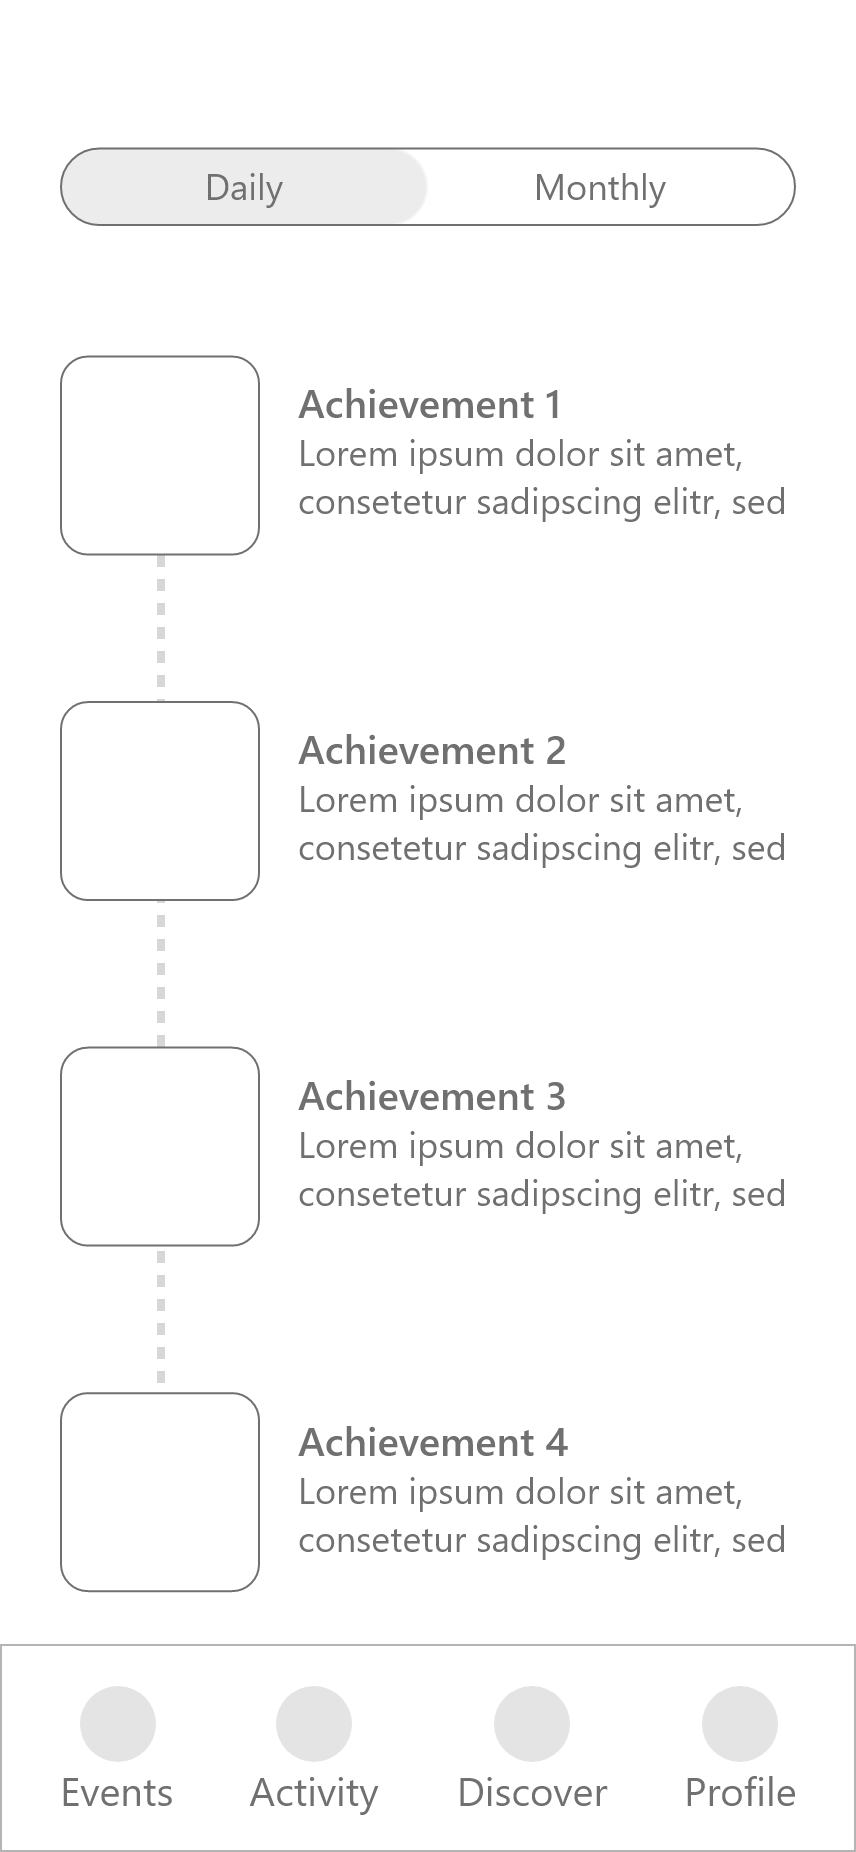 Daily
Monthly
Achievement 1
Lorem ipsum dolor sit amet,
consetetur sadipscing elitr, sed
Achievement 2
Lorem ipsum dolor sit amet,
consetetur sadipscing elitr, sed
Achievement 3
Lorem ipsum dolor sit amet,
consetetur sadipscing elitr, sed
Achievement 4
Lorem ipsum dolor sit amet,
consetetur sadipscing elitr, sed
Events
Activity
Discover
Profile